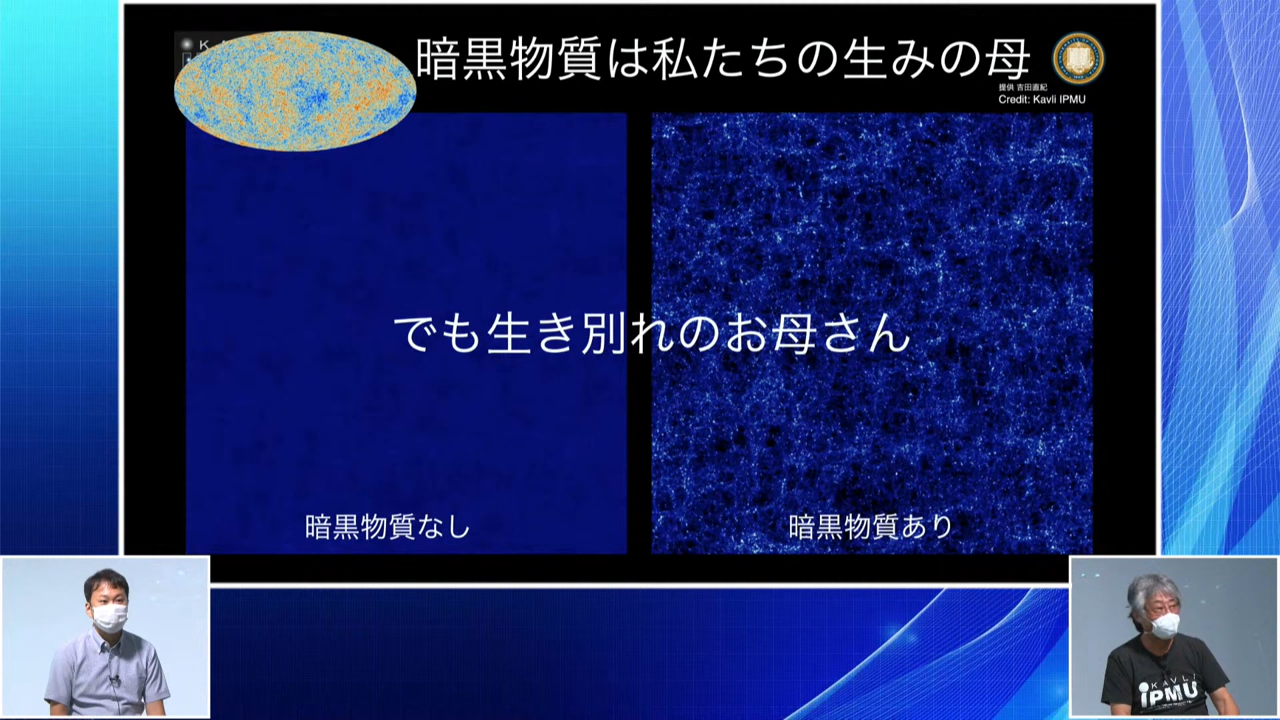 暗黒物質は私たちの生みの母
提供 吉田直紀
Credit: Kavli IPMU
でも生き別れのお母さん
暗黒物質なし
暗黒物質あり
KAVLI
IPMU